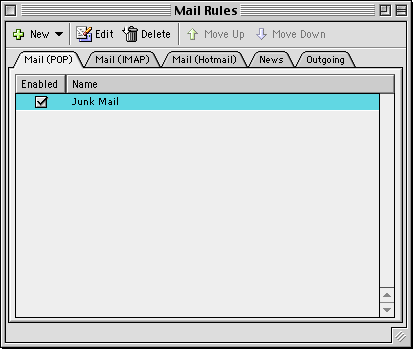 Mail Rules
New Edit Delete Move Up Move Down
Mail (POP) Mail (IMAP) Mail (Hotmail) News Outgoing
Enabled Name
Junk Mail